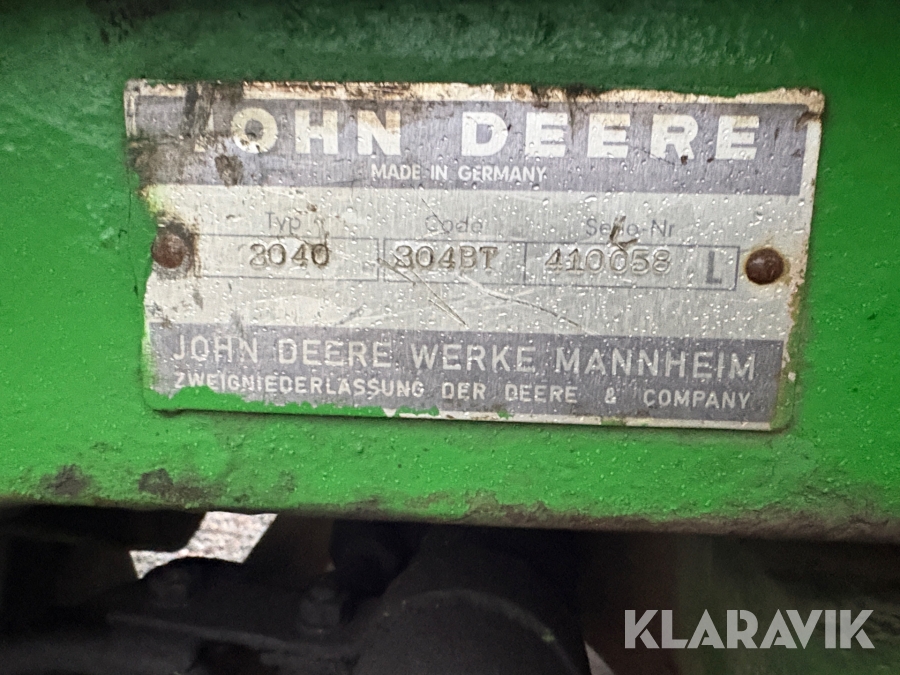 JOHN DEERE
MADE IN GERMANY
Typ Code Serie-Nr
3040 304BT 410058 L
JOHN DEERE WERKE MANNHEIM
ZWEIGNIEDERLASSUNG DER DEERE & COMPANY
KLARAVIK